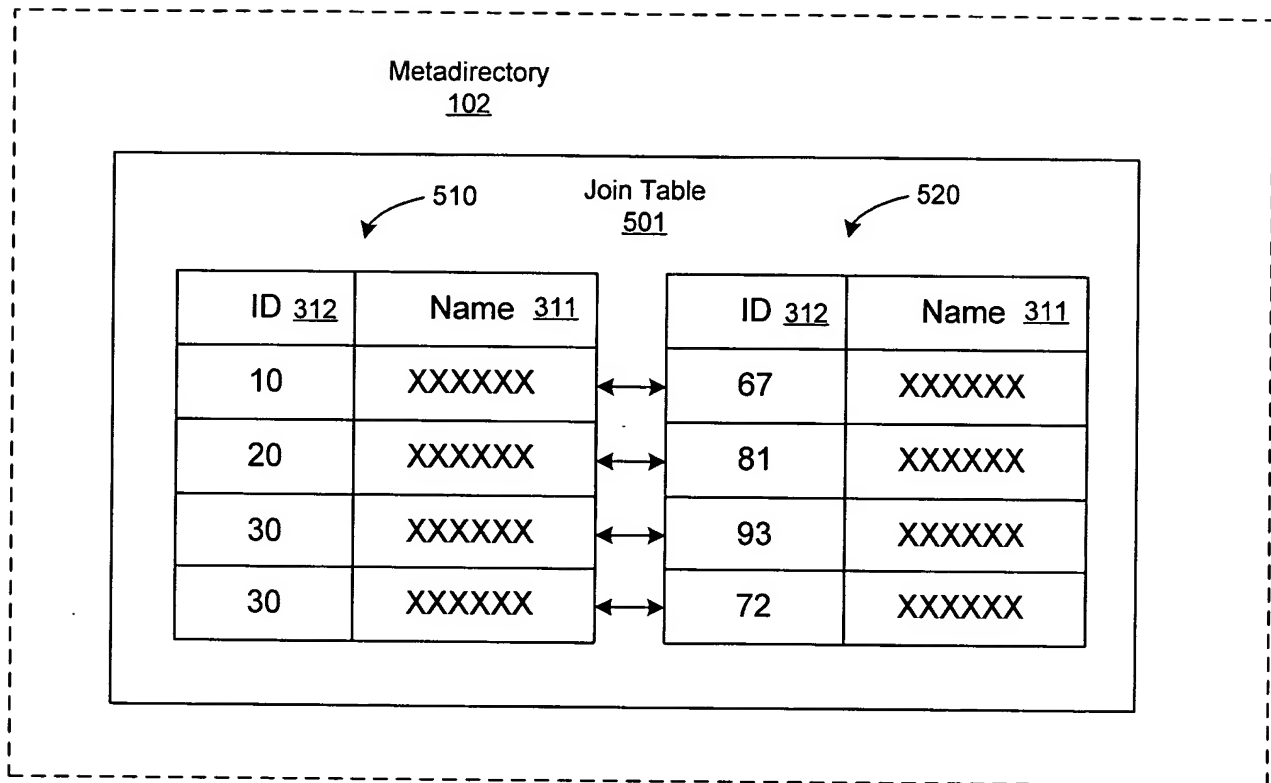 Metadirectory
102
510
Join Table
501
520
ID 312 Name 311 ID 312 Name 311
10 XXXXXX 67 XXXXXX
20 XXXXXX 81 XXXXXX
30 XXXXXX 93 XXXXXX
30 XXXXXX 72 XXXXXX